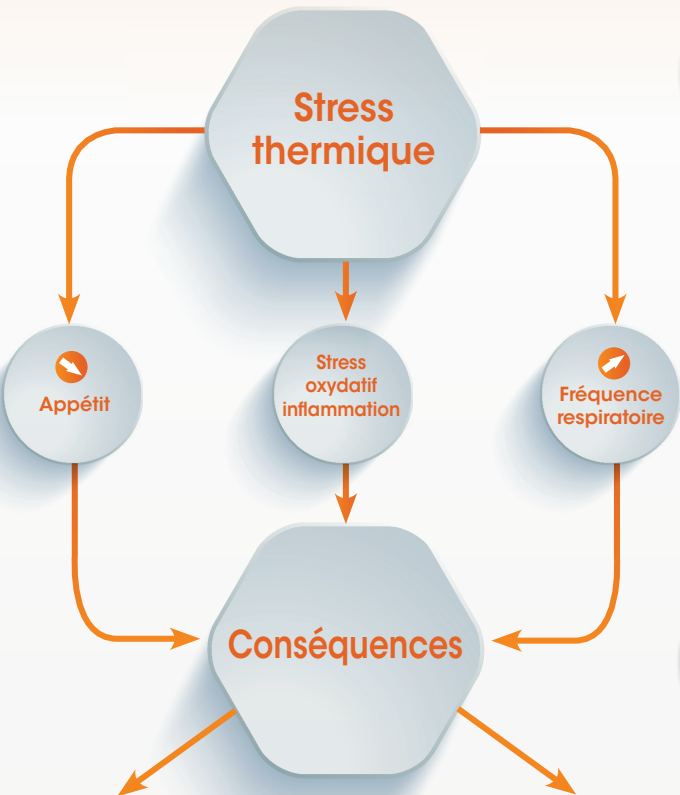 Stress
thermique
Appétit
Stress
oxydatif
inflammation
Fréquence
respiratoire
Conséquences